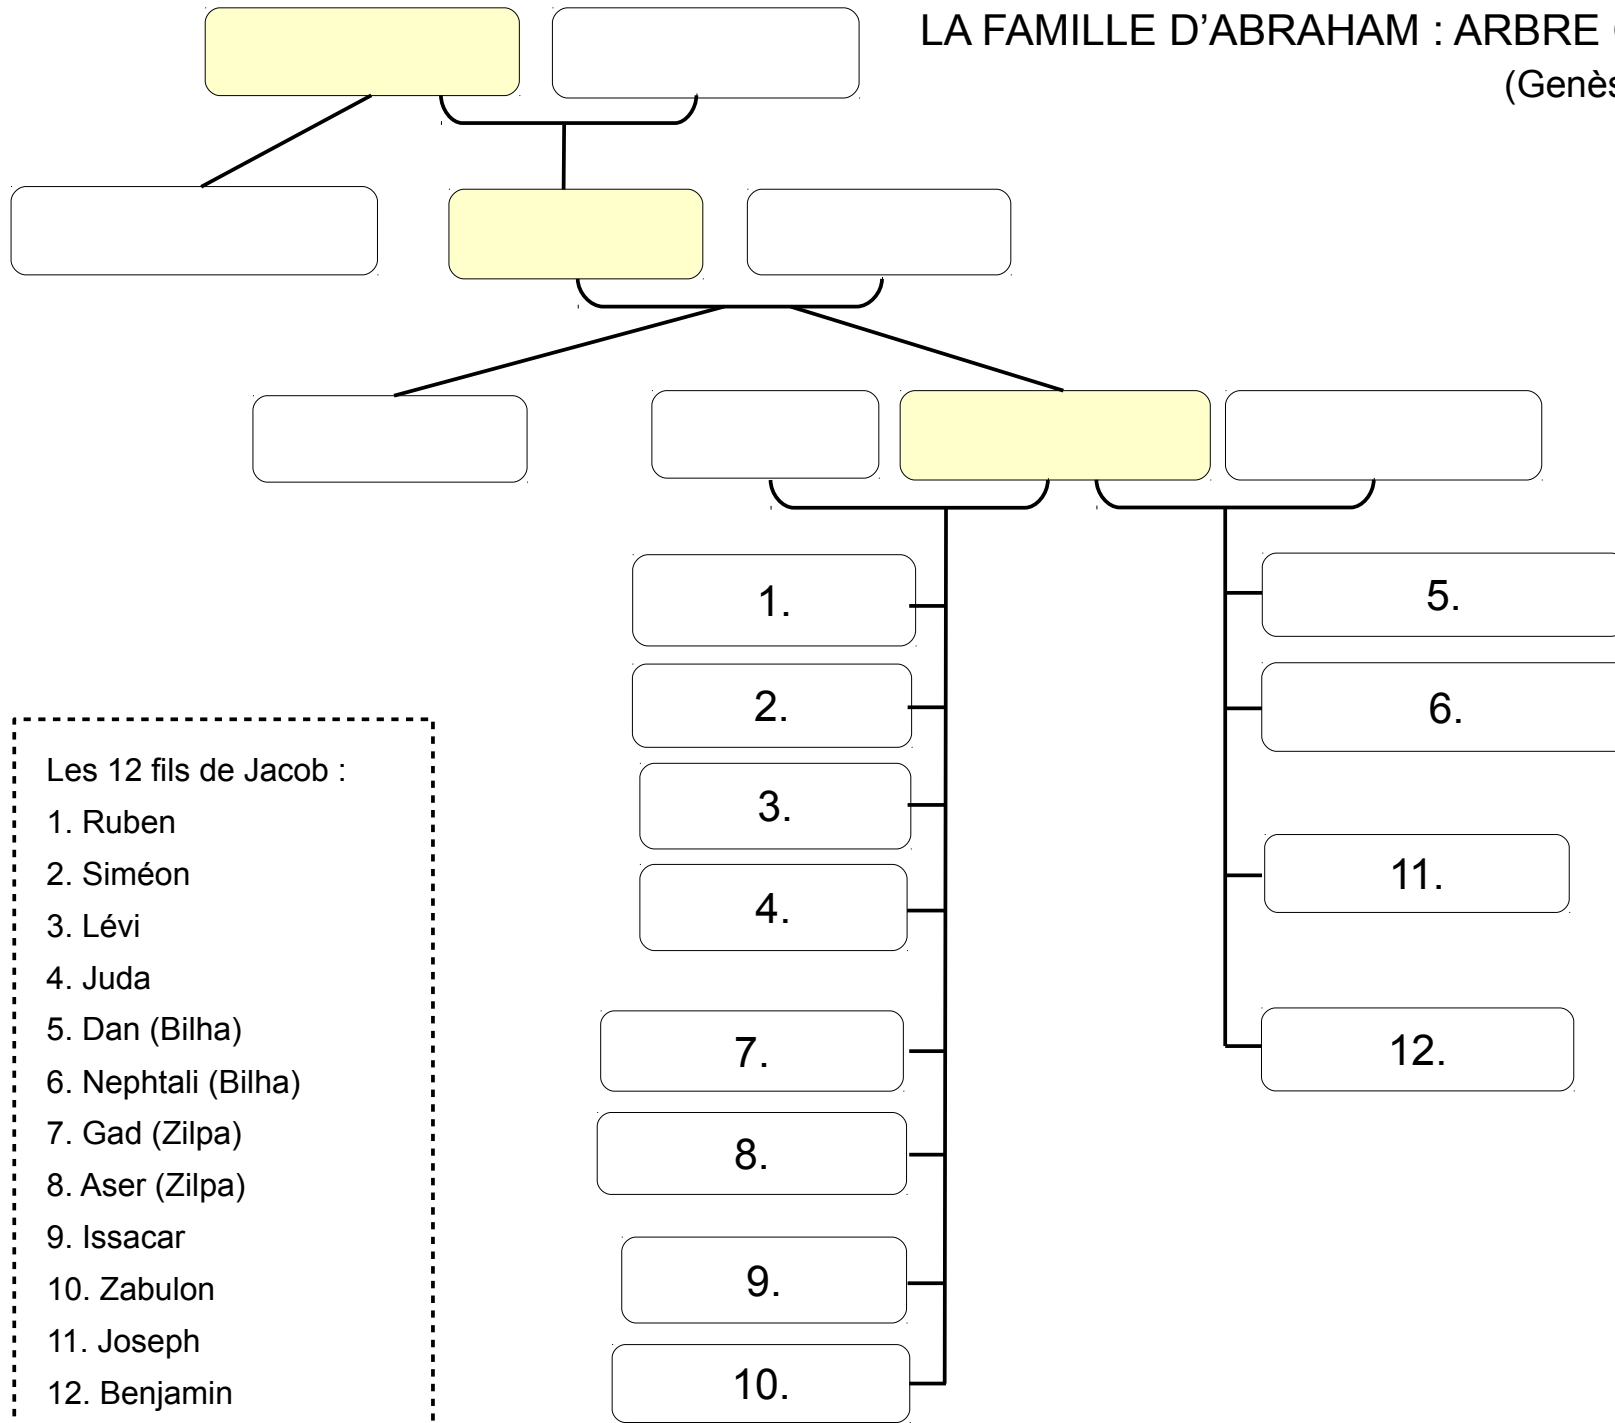 LA FAMILLE D’ABRAHAM : ARBRE
(Genès
1.
5.
2.
6.
3.
11.
4.
7.
12.
8.
9.
10.
Les 12 fils de Jacob :
1. Ruben
2. Siméon
3. Lévi
4. Juda
5. Dan (Bilha)
6. Nephtali (Bilha)
7. Gad (Zilpa)
8. Aser (Zilpa)
9. Issacar
10. Zabulon
11. Joseph
12. Benjamin